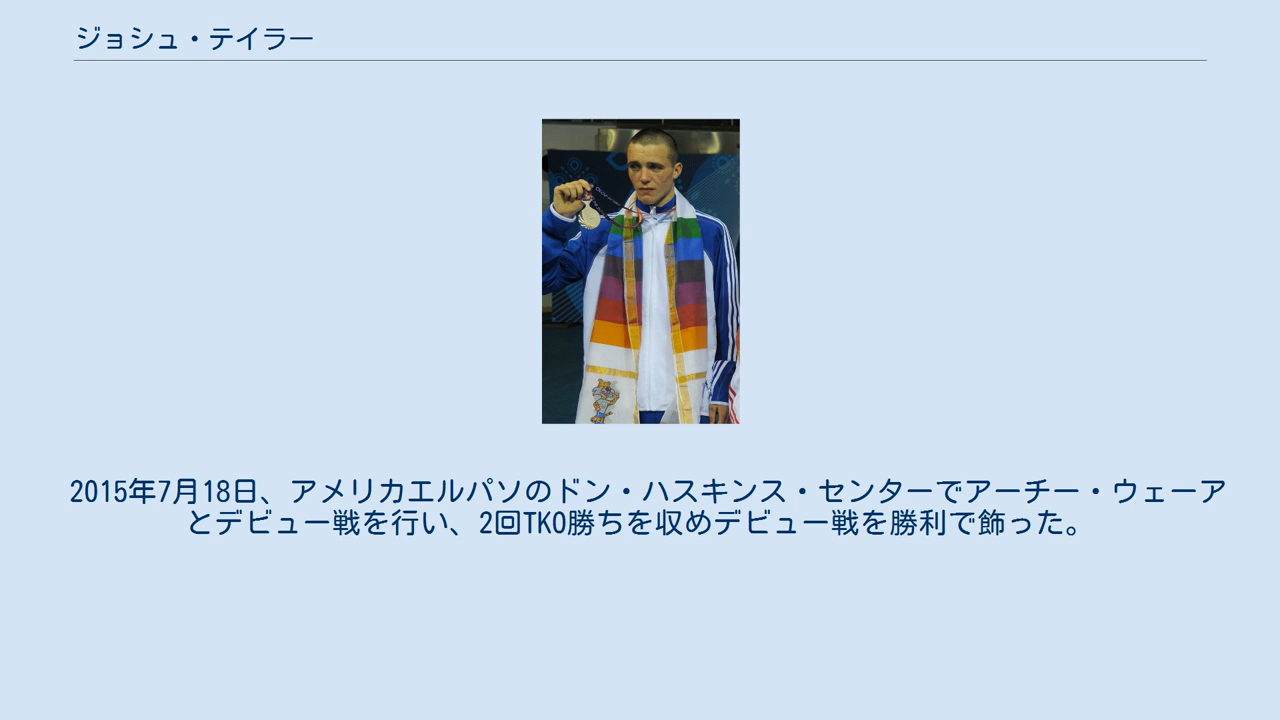 ジョシュ・テイラー
2015年7月18日、アメリカエルパソのドン・ハスキンス・センターでアーチー・ウェーア
とデビュー戦を行い、2回TKO勝ちを収めデビュー戦を勝利で飾った。